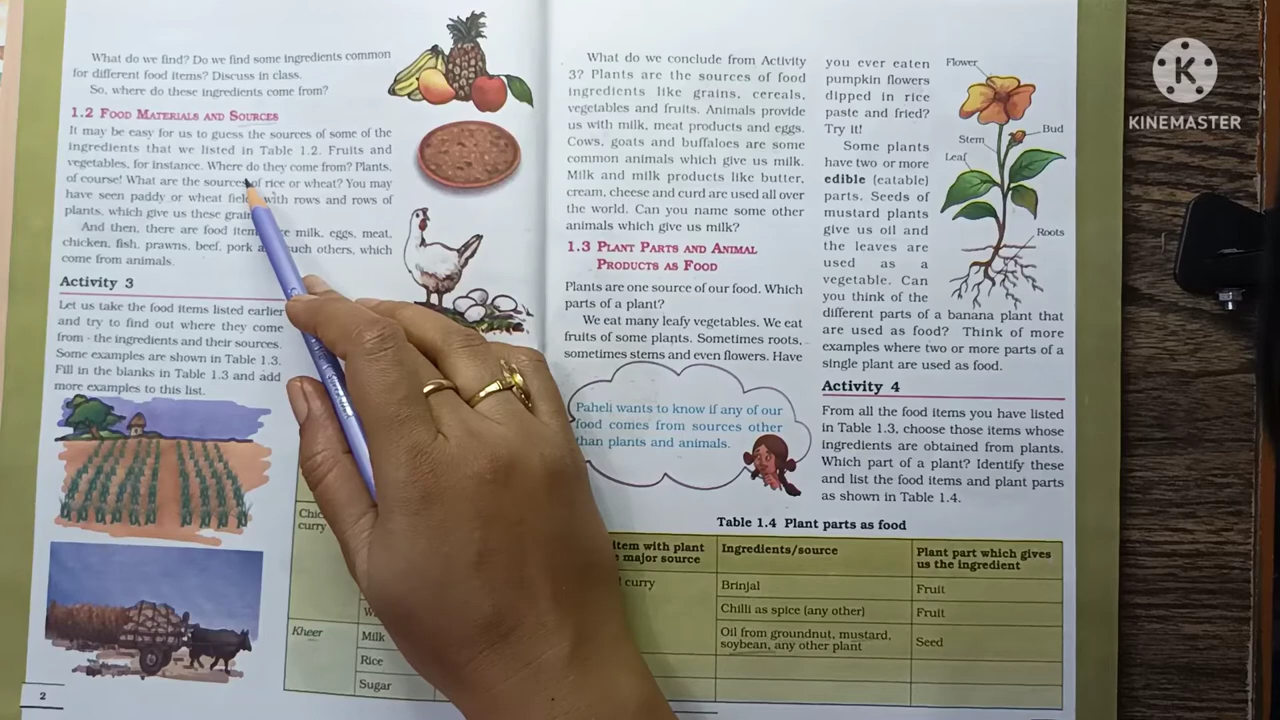 What do we find? Do we find some ingredients common
for different food items? Discuss in class.
So, where do these ingredients come from?
1.2 FOOD MATERIALS AND SOURCES
It may be easy for us to guess the sources of some of the
ingredients that we listed in Table 1.2. Fruits and
vegetables, for instance. Where do they come from? Plants,
of course! What are the sources of rice or wheat? You may
have seen paddy or wheat with rows and rows of
plants, which give us these
And then, there are food milk, eggs, meat,
chicken, fish, prawns, beef, pork such others, which
come from animals.
Activity 3
Let us take the food items listed earlier
and try to find out where they come
from - the ingredients and their sources.
Some examples are shown in Table 1.3.
Fill in the blanks in Table 1.3 and add
more examples to this list.
curry
Kheer
Milk
Rice
Sugar
2
What do we conclude from Activity
3? Plants are the sources of food
ingredients like grains, cereals,
vegetables and fruits. Animals provide
us with milk, meat products and eggs.
Cows, goats and buffaloes are some
common animals which give us milk.
Milk and milk products like butter,
cream, cheese and curd are used all over
the world. Can you name some other
animals which give us milk?
1.3 PLANT PARTS AND ANIMAL
PRODUCTS AS FOOD
Plants are one source of our food. Which
parts of a plant?
We eat many leafy vegetables. We eat
fruits of some plants. Sometimes roots,
sometimes stems and even flowers. Have
Paheli wants to know if any of our
food comes from sources other
than plants and animals.
you ever eaten
pumpkin flowers
dipped in rice
paste and fried?
Try it!
Some plants
have two or more
edible (eatable)
parts. Seeds of
mustard plants
give us oil and
the leaves are
used as a
vegetable. Can
you think of the
different parts of a banana plant that
are used as food? Think of more
examples where two or more parts of a
single plant are used as food.
Flower
Bud
Stem
Leaf
Roots
Activity 4
From all the food items you have listed
in Table 1.3, choose those items whose
ingredients are obtained from plants.
Which part of a plant? Identify these
and list the food items and plant parts
as shown in Table 1.4.
Table 1.4 Plant parts as food
item with plant
major source
Ingredients/source
Plant part which gives
us the ingredient
curry
Brinjal
Fruit
Chilli as spice (any other)
Fruit
Oil from groundnut, mustard,
soybean, any other plant
Seed
K
KINEMASTER